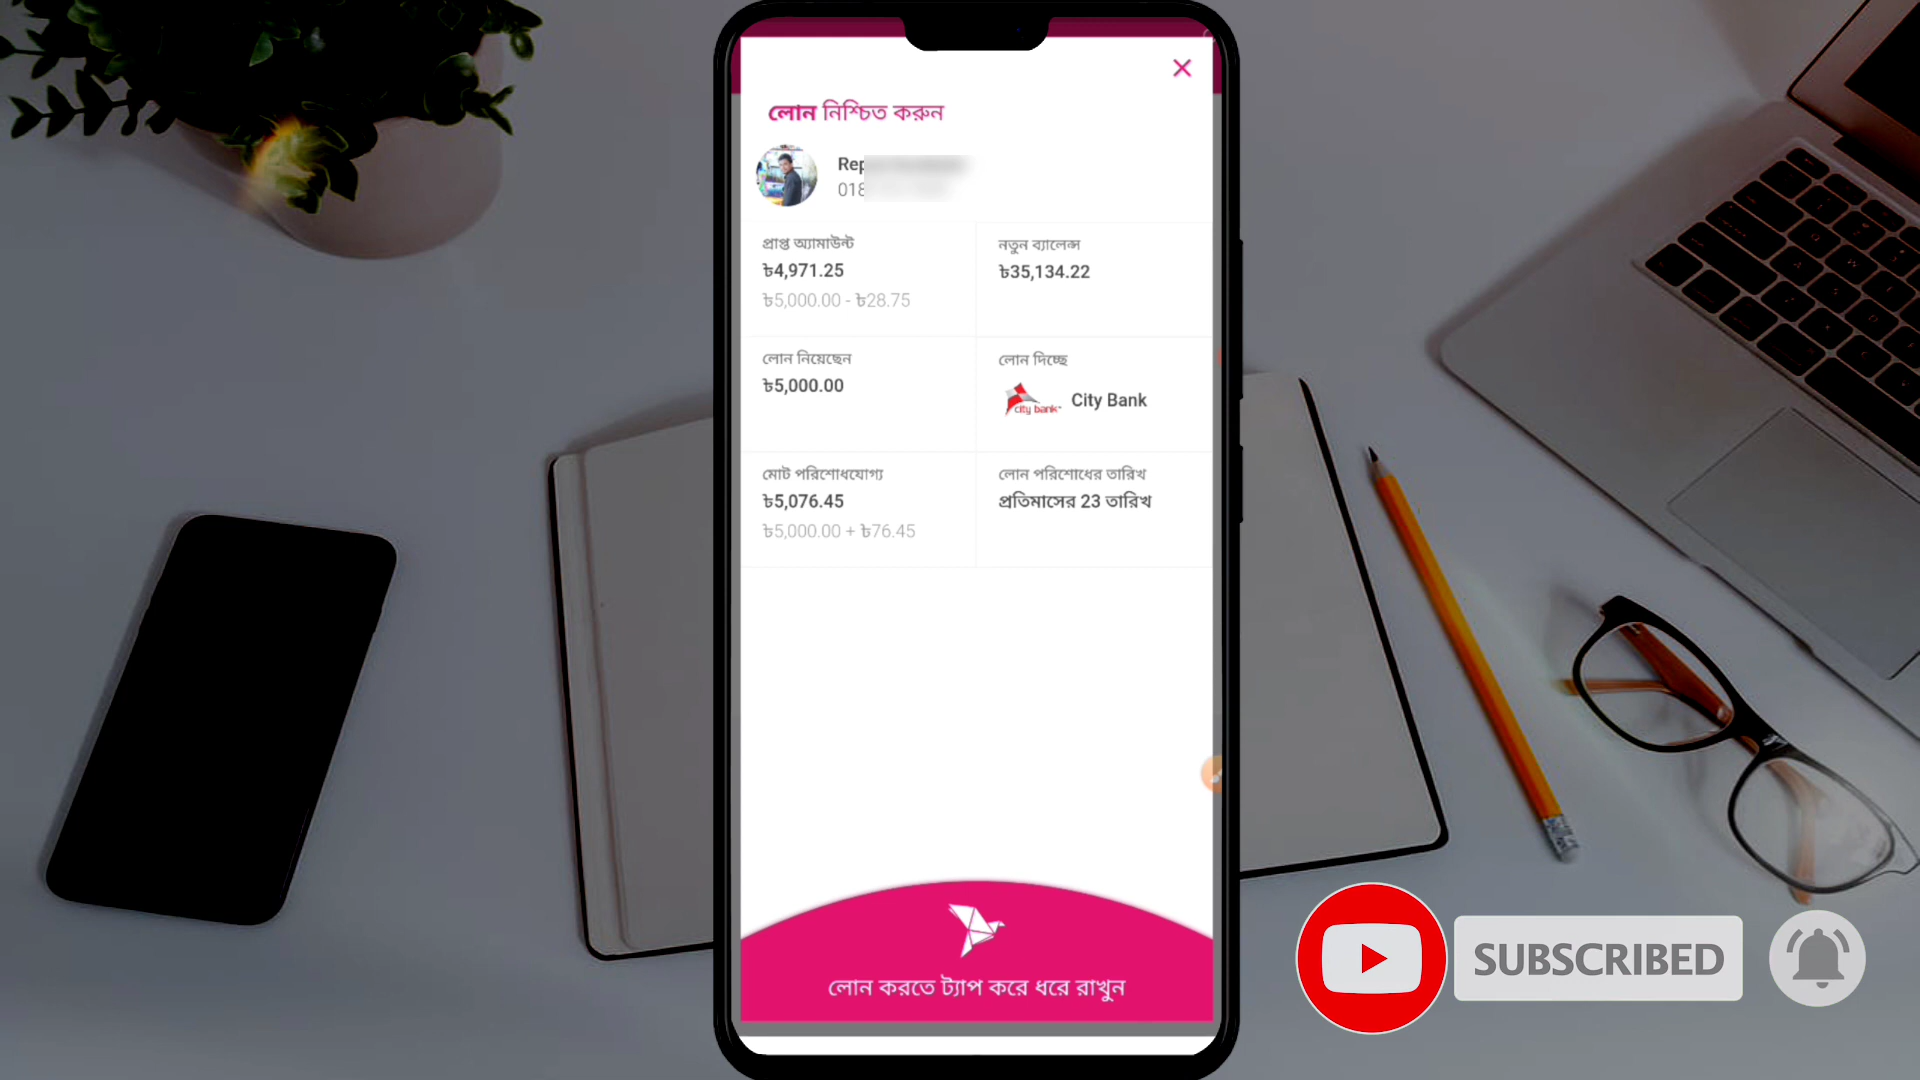 লোন নিশ্চিত করুন
Rep
018
প্রাপ্ত অ্যামাউন্ট
৳4,971.25
৳5,000.00 - ৳28.75
নতুন ব্যালেন্স
৳35,134.22
লোন নিয়েছেন
৳5,000.00
লোন দিচ্ছে
city bank
City Bank
মোট পরিশোধযোগ্য
৳5,076.45
৳5,000.00 + ৳76.45
লোন পরিশোধের তারিখ
প্রতিমাসের 23 তারিখ
লোন করতে ট্যাপ করে ধরে রাখুন
SUBSCRIBED